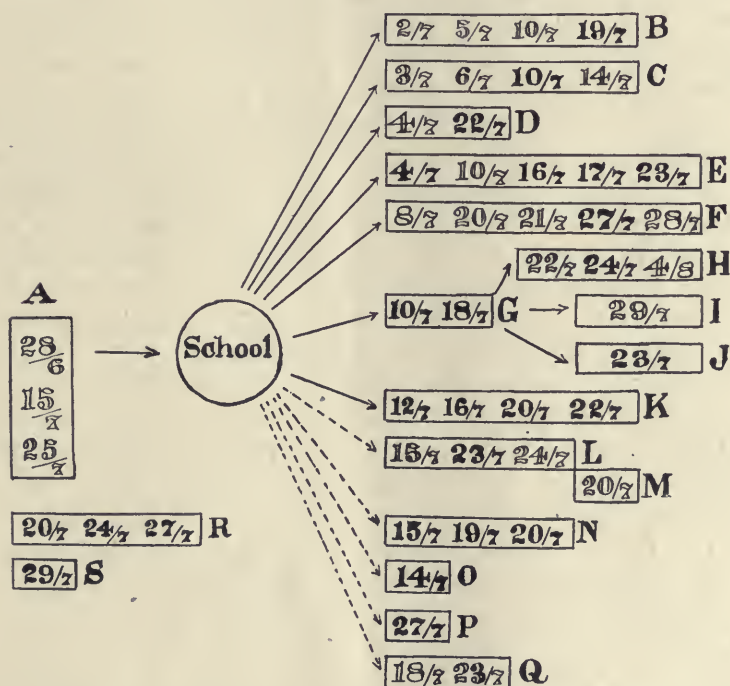 2/7 5/7 10/7 19/7 B
3/7 6/7 10/7 14/7 C
4/7 22/7 D
4/7 10/7 16/7 17/7 23/7 E
8/7 20/7 21/7 27/7 28/7 F
22/7 24/7 4/8 H
A
10/7 18/7 G
29/7 I
28/6
School
23/7 J
15/7
12/7 16/7 20/7 22/7 K
25/7
15/7 23/7 24/7 L
20/7 M
20/7 24/7 27/7 R
15/7 19/7 20/7 N
29/7 S
14/7 O
27/7 P
18/7 23/7 Q